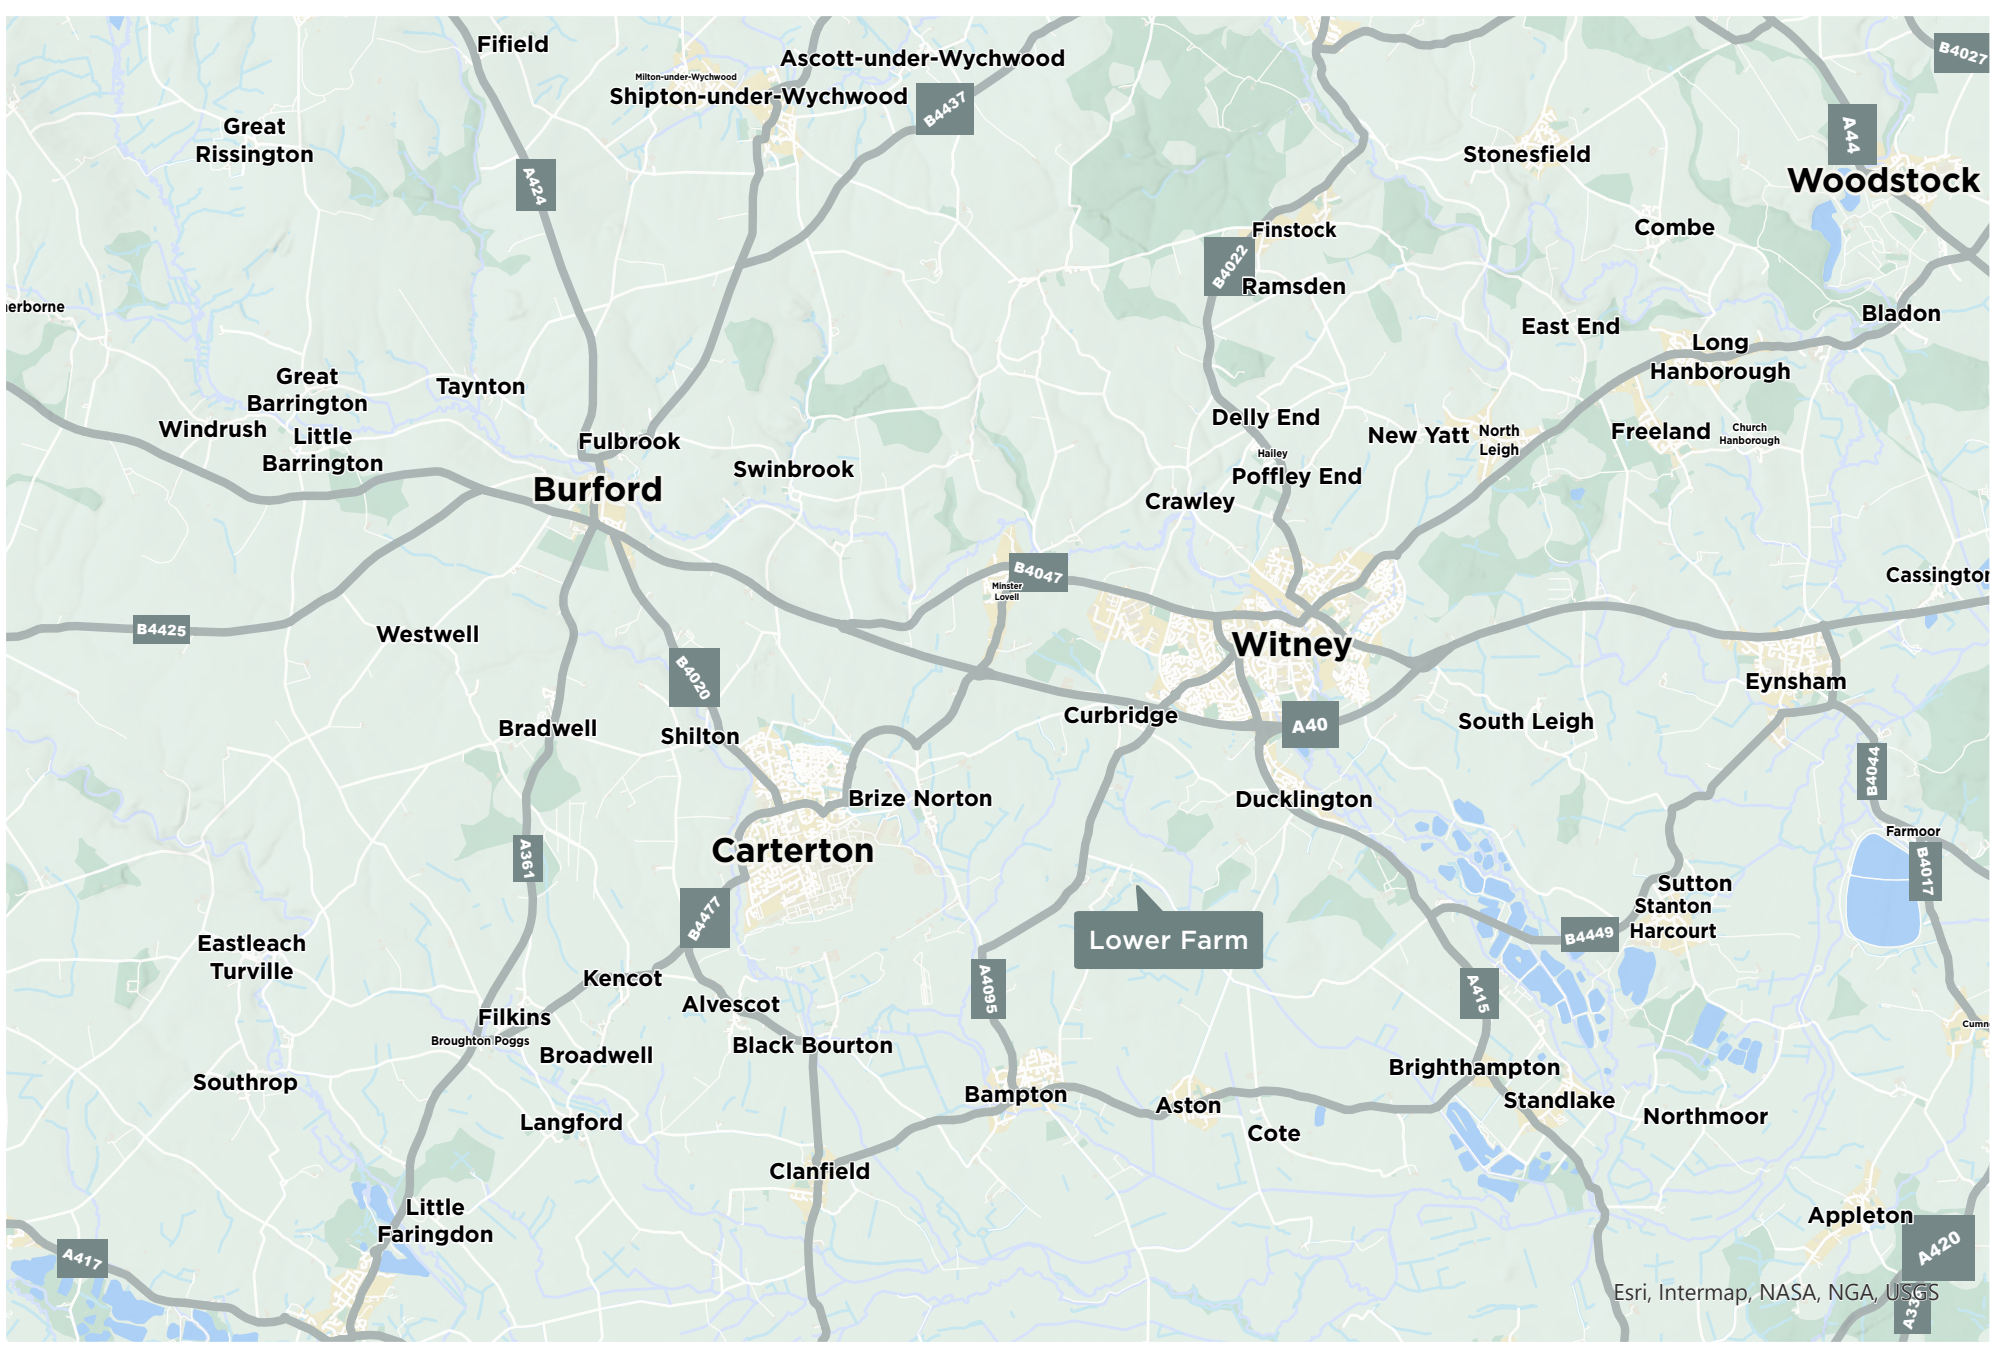 Fifield
Ascott-under-Wychwood
Milton-under-Wychwood
Shipton-under-Wychwood
B4437
B4027
Great
Rissington
A424
Stonesfield
A44
Woodstock
Finstock
Combe
B4022
Ramsden
erborne
Bladon
East End
Long
Hanborough
Great
Barrington
Taynton
Windrush
Little
Barrington
Fulbrook
Delly End
New Yatt
North
Leigh
Freeland
Church
Hanborough
Hailey
Poffley End
Swinbrook
Burford
Crawley
B4047
Minster
Lovell
Cassington
B4425
Westwell
Witney
B4020
Eynsham
Curbridge
A40
South Leigh
Bradwell
Shilton
B4044
Brize Norton
Ducklington
Farmoor
Carterton
A361
B4017
Sutton
Stanton
Harcourt
B4477
Lower Farm
B4449
Eastleach
Turville
Kencot
A4095
A415
Alvescot
Filkins
Cumn
Broughton Poggs
Broadwell
Black Bourton
Brighthampton
Southrop
Bampton
Aston
Standlake
Northmoor
Langford
Cote
Clanfield
Little
Faringdon
Appleton
A417
A420
Esri, Intermap, NASA, NGA, USGS